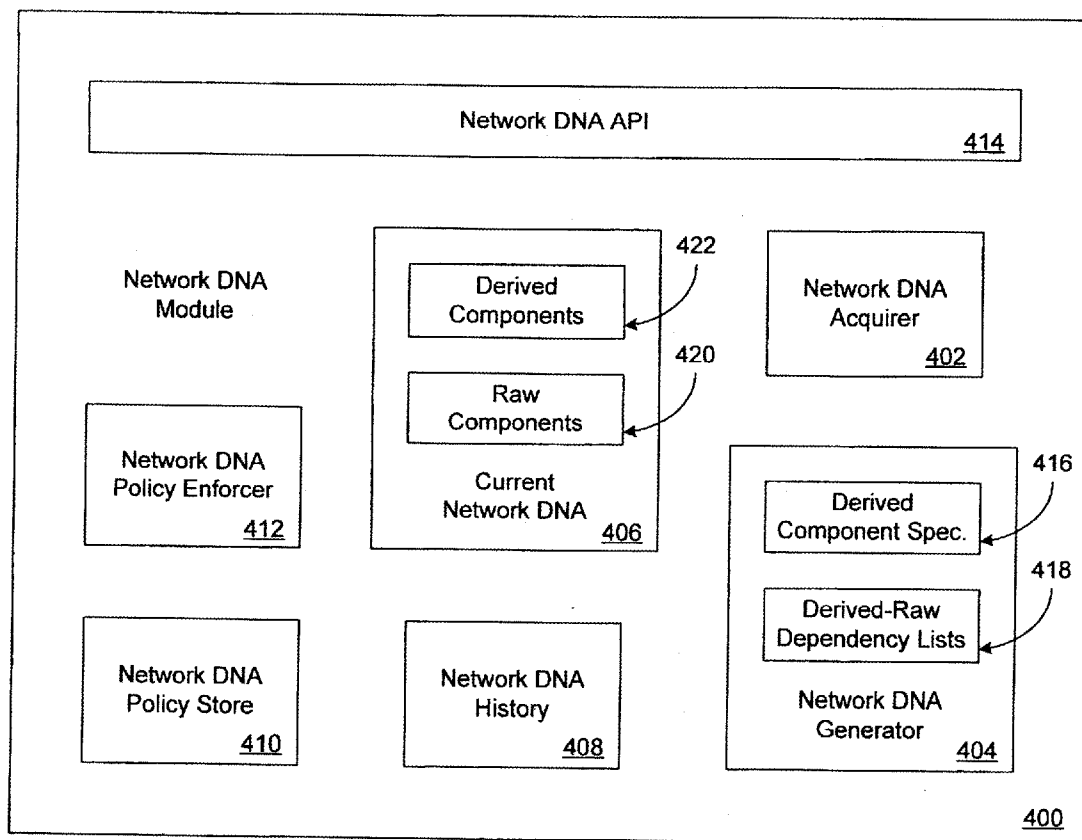 Network DNA API
414
Network DNA
Module
Derived
Components
422
Raw
Components
420
Current
Network DNA
406
Network DNA
Acquirer
402
Network DNA
Policy Enforcer
412
Derived
Component Spec.
416
Derived-Raw
Dependency Lists
418
Network DNA
Generator
404
Network DNA
Policy Store
410
Network DNA
History
408
400